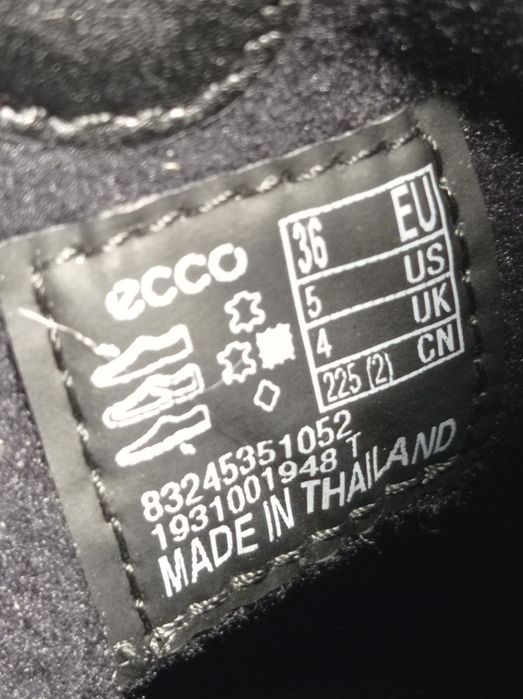 ecco
36 EU
5 US
4 UK
225 (2) CN
83245351052
1931001948 T
MADE IN THAILAND